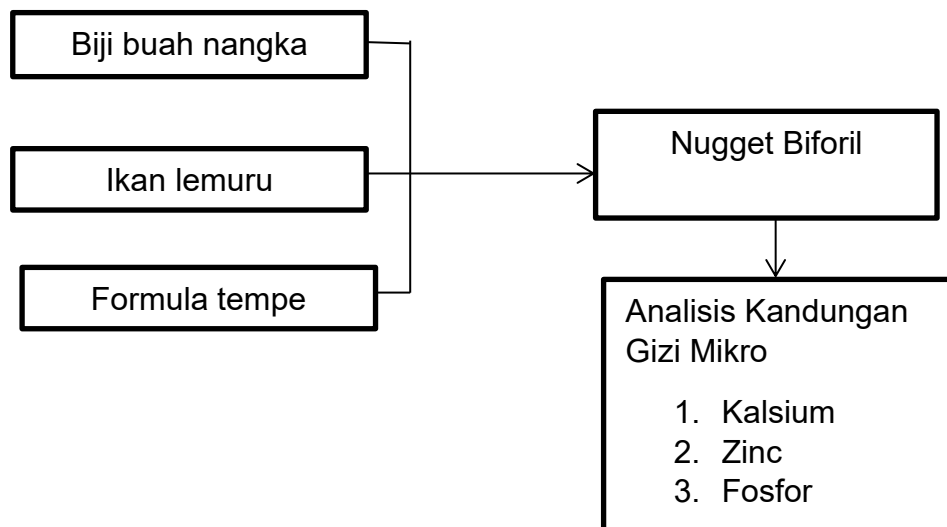 Biji buah nangka
Ikan lemuru
Formula tempe
Nugget Biforil
Analisis Kandungan
Gizi Mikro
1. Kalsium
2. Zinc
3. Fosfor